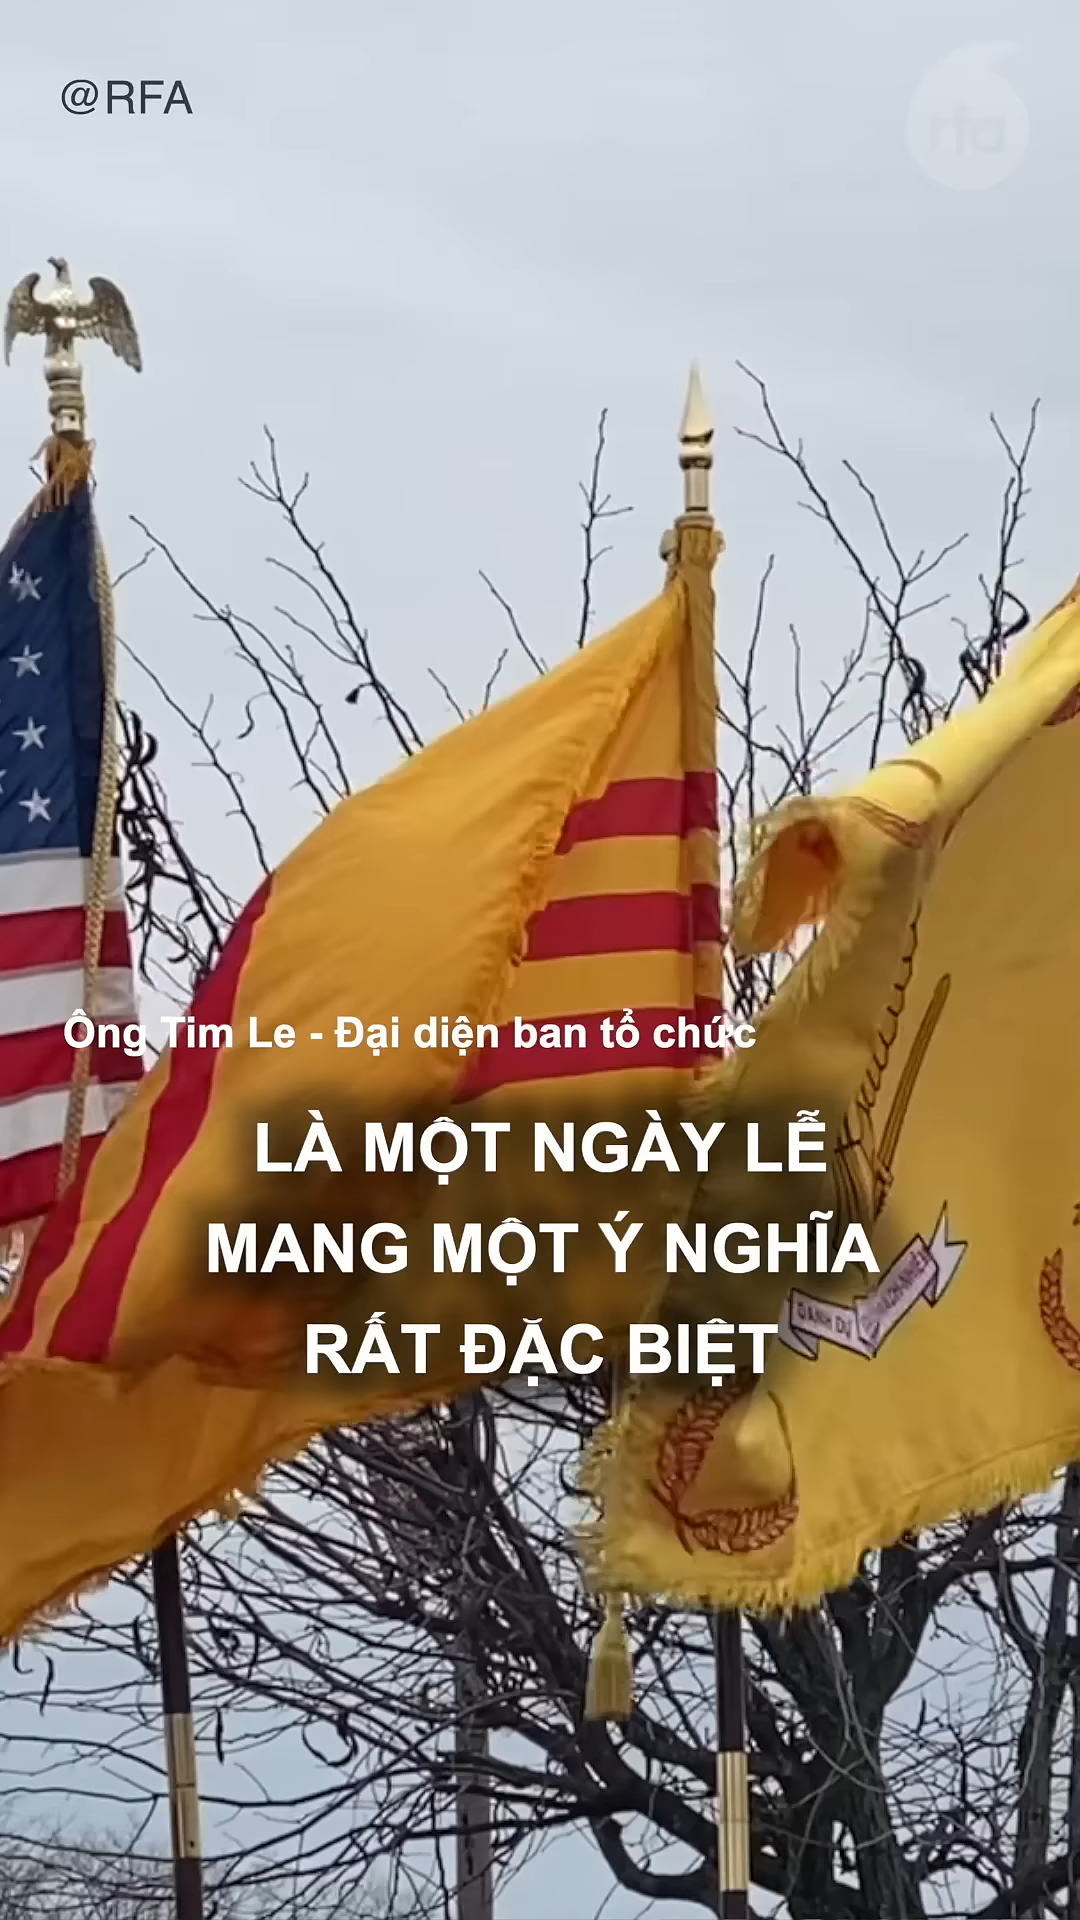 @RFA
rfa
Ông Tim Le - Đại diện ban tổ chức
LÀ MỘT NGÀY LỄ
MANG MỘT Ý NGHĨA
RẤT ĐẶC BIỆT
DANH DỰ